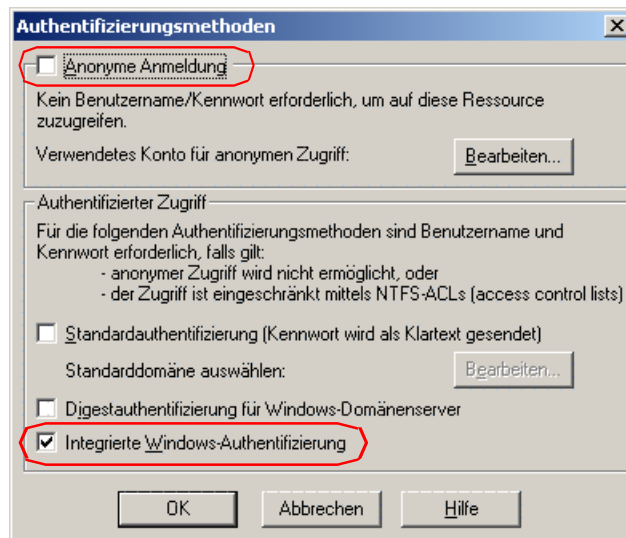 Authentifizierungsmethoden
Anonyme Anmeldung
Kein Benutzername/Kennwort erforderlich, um auf diese Ressource
zuzugreifen.
Verwendetes Konto für anonymen Zugriff:
Bearbeiten...
Authentifizierter Zugriff
Für die folgenden Authentifizierungsmethoden sind Benutzername und
Kennwort erforderlich, falls gilt:
- anonymer Zugriff wird nicht ermöglicht, oder
- der Zugriff ist eingeschränkt mittels NTFS-ACLs (access control lists)
Standardauthentifizierung (Kennwort wird als Klartext gesendet)
Standarddomäne auswählen:
Bearbeiten...
Digestauthentifizierung für Windows-Domänenserver
Integrierte Windows-Authentifizierung
OK
Abbrechen
Hilfe